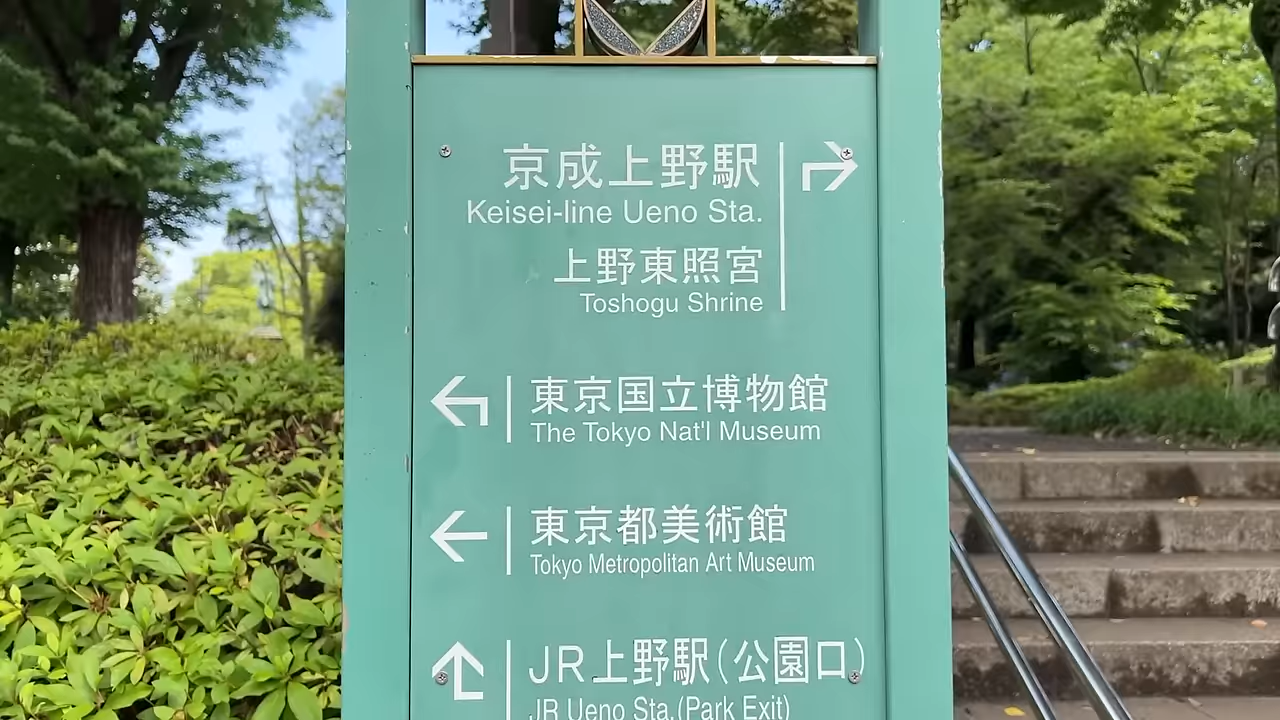 京成上野駅
Keisei-line Ueno Sta.
上野東照宮
Toshogu Shrine
東京国立博物館
The Tokyo Nat'l Museum
東京都美術館
Tokyo Metropolitan Art Museum
JR上野駅(公園口)
JR Ueno Sta.(Park Exit)